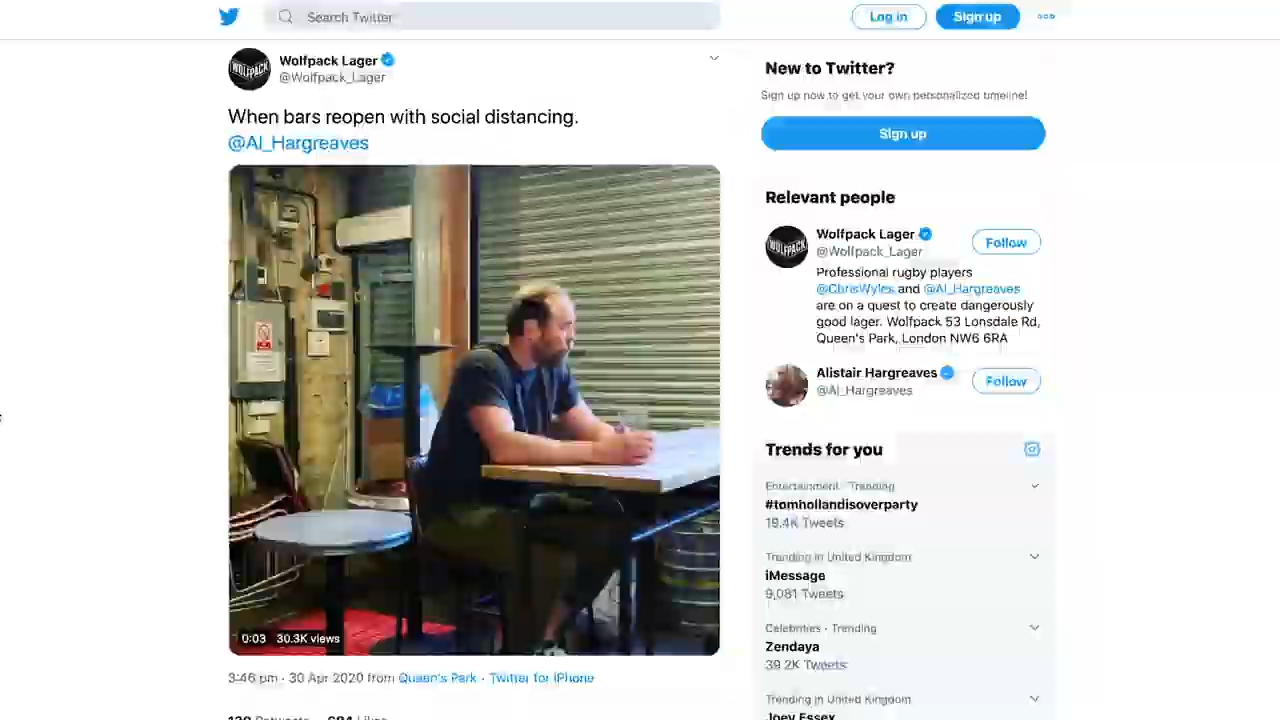 Search Twitter
Log in
Sign up
Wolfpack Lager
@Wolfpack_Lager
When bars reopen with social distancing.
@Al_Hargreaves
WOLFPACK
0:03 30.3K views
3:46 pm · 30 Apr 2020 from Queen's Park · Twitter for iPhone
New to Twitter?
Sign up now to get your own personalized timeline!
Sign up
Relevant people
WOLFPACK
Wolfpack Lager
@Wolfpack_Lager
Follow
Professional rugby players
@ChrisWyles and @Al_Hargreaves
are on a quest to create dangerously
good lager. Wolfpack 53 Lonsdale Rd,
Queen's Park, London NW6 6RA
Alistair Hargreaves
@Al_Hargreaves
Follow
Trends for you
Entertainment · Trending
#tomhollandisoverparty
19.4K Tweets
Trending in United Kingdom
iMessage
9,081 Tweets
Celebrities · Trending
Zendaya
39.2K Tweets
Trending in United Kingdom
Joey Essex